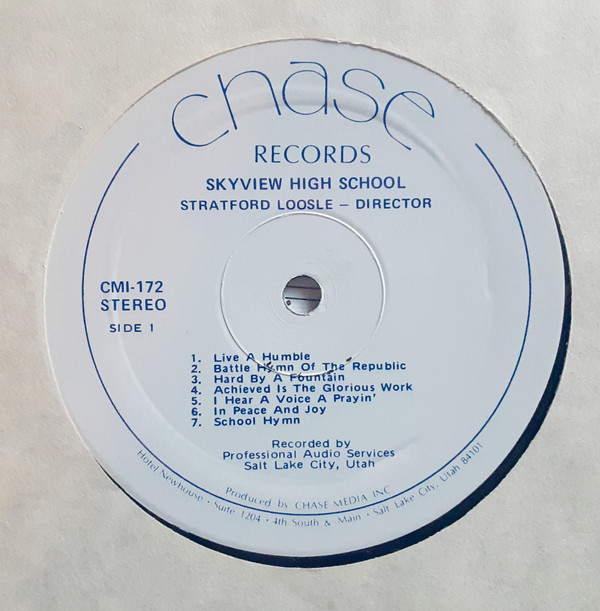 chase
RECORDS
SKYVIEW HIGH SCHOOL
STRATFORD LOOSLE – DIRECTOR
CMI-172
STEREO
SIDE 1
1. Live A Humble
2. Battle Hymn Of The Republic
3. Hard By A Fountain
4. Achieved Is The Glorious Work
5. I Hear A Voice A Prayin'
6. In Peace And Joy
7. School Hymn
Recorded by
Professional Audio Services
Salt Lake City, Utah
Produced by CHASE MEDIA INC
Hotel Newhouse • Suite 1204 • 4th South & Main • Salt Lake City, Utah 84101